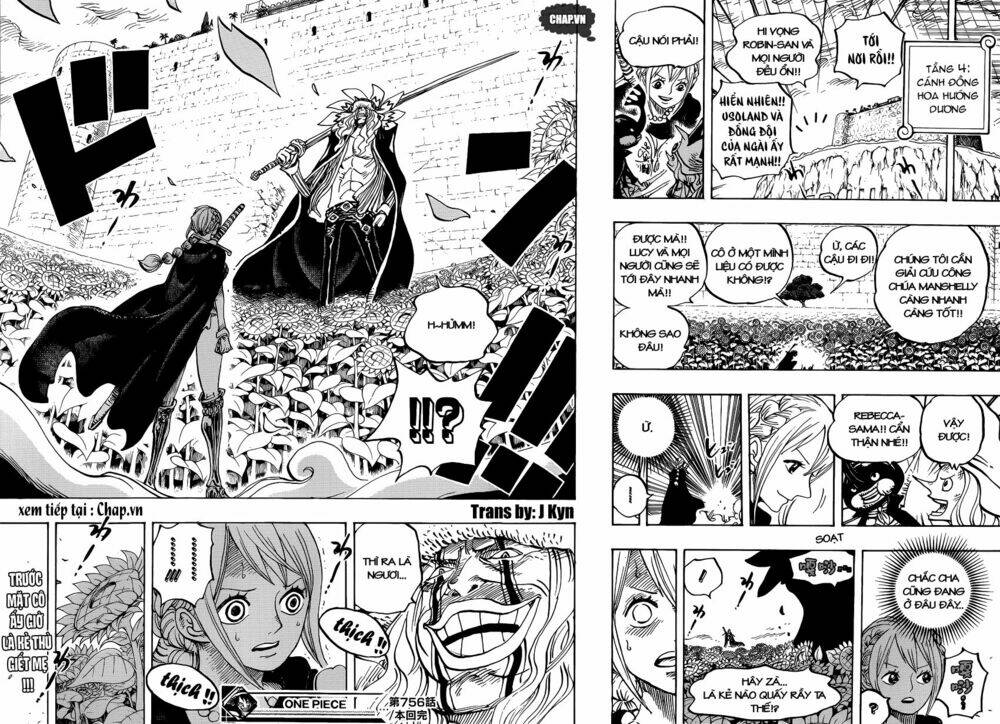 TẦNG 4:
CÁNH ĐỒNG
HOA HƯỚNG
DƯƠNG
TỚI
NƠI RỒI!!
HI VỌNG
ROBIN-SAN VÀ
MỌI NGƯỜI
ĐỀU ỔN!!
HIỂN NHIÊN!!
USOLAND VÀ
ĐỒNG ĐỘI
CỦA NGÀI ẤY
RẤT MẠNH!!
CẬU NÓI PHẢI!!
CHÚNG TÔI CẦN
GIẢI CỨU CÔNG
CHÚA MANGHELLY
CÀNG NHANH
CÀNG TỐT!!
Ừ, CÁC
CẬU ĐI ĐI!
CÔ Ở MỘT MÌNH
LIỆU CÓ ĐƯỢC
KHÔNG!?
ĐƯỢC MÀ!!
LUCY VÀ MỌI
NGƯỜI CŨNG SẼ
TỚI ĐÂY NHANH
MÀ!!
KHÔNG SAO
ĐÂU!
VẬY
ĐƯỢC!
REBECCA-
SAMA!! CẨN
THẬN NHÉ!!
Ừ.
SOẠT
CHẮC CHA
CŨNG ĐANG
Ở ĐÂU ĐÂY..
?
HÂY ZÀ...
LÀ KẺ NÀO QUẤY RẦY TA
THẾ!?
!
CHAP.VN
H~HỪMM!
!!?
xem tiếp tại : Chap.vn
Trans by: J Kyn
THÌ RA LÀ
NGƯƠI...
thịch !!
thịch !!
TRƯỚC
MẶT CÔ
ẤY GIỜ
LÀ KẺ THÙ
GIẾT MẸ
!!!
ONE PIECE
第756話
本回完